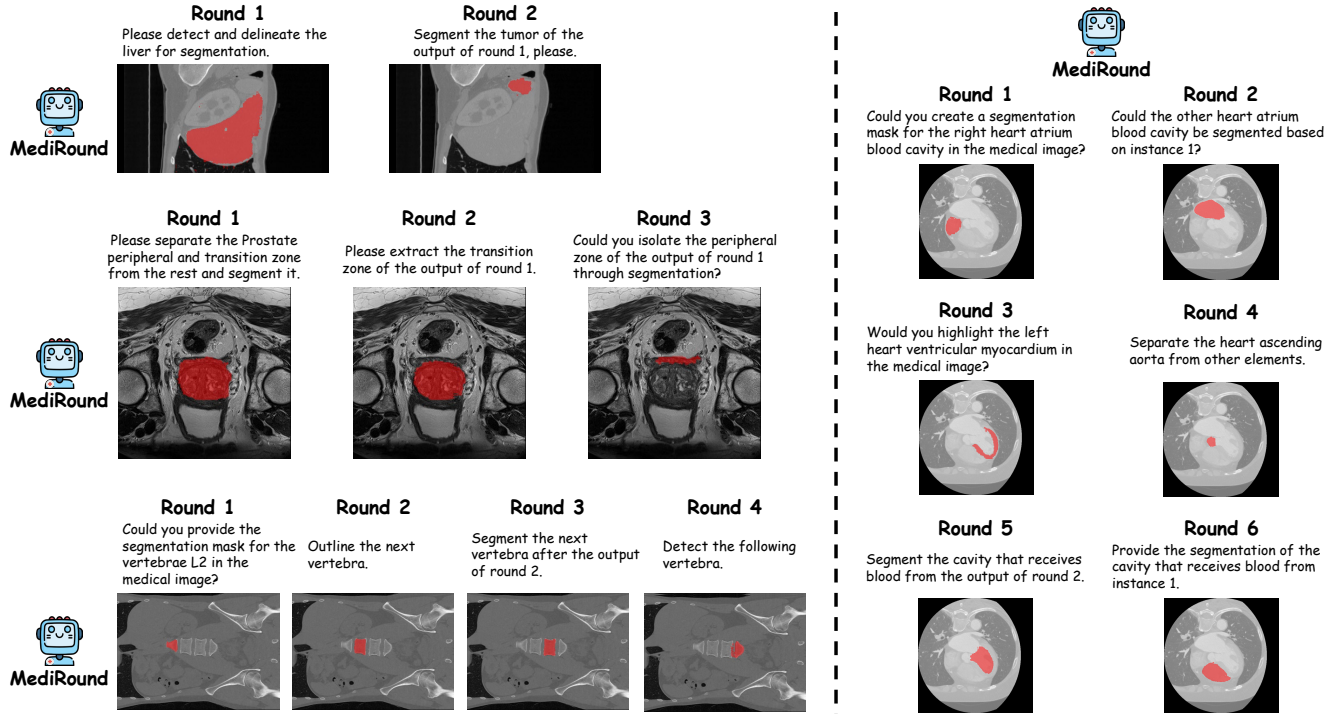 Round 1
Please detect and delineate the
liver for segmentation.
Round 2
Segment the tumor of the
output of round 1, please.
MediRound
Round 1
Please separate the Prostate
peripheral and transition zone
from the rest and segment it.
Round 2
Please extract the transition
zone of the output of round 1.
Round 3
Could you isolate the peripheral
zone of the output of round 1
through segmentation?
MediRound
Round 1
Could you provide the
segmentation mask for the
vertebrae L2 in the
medical image?
Round 2
Outline the next
vertebra.
Round 3
Segment the next
vertebra after the output
of round 2.
Round 4
Detect the following
vertebra.
MediRound
MediRound
Round 1
Could you create a segmentation
mask for the right heart atrium
blood cavity in the medical image?
Round 2
Could the other heart atrium
blood cavity be segmented based
on instance 1?
Round 3
Would you highlight the left
heart ventricular myocardium in
the medical image?
Round 4
Separate the heart ascending
aorta from other elements.
Round 5
Segment the cavity that receives
blood from the output of round 2.
Round 6
Provide the segmentation of the
cavity that receives blood from
instance 1.